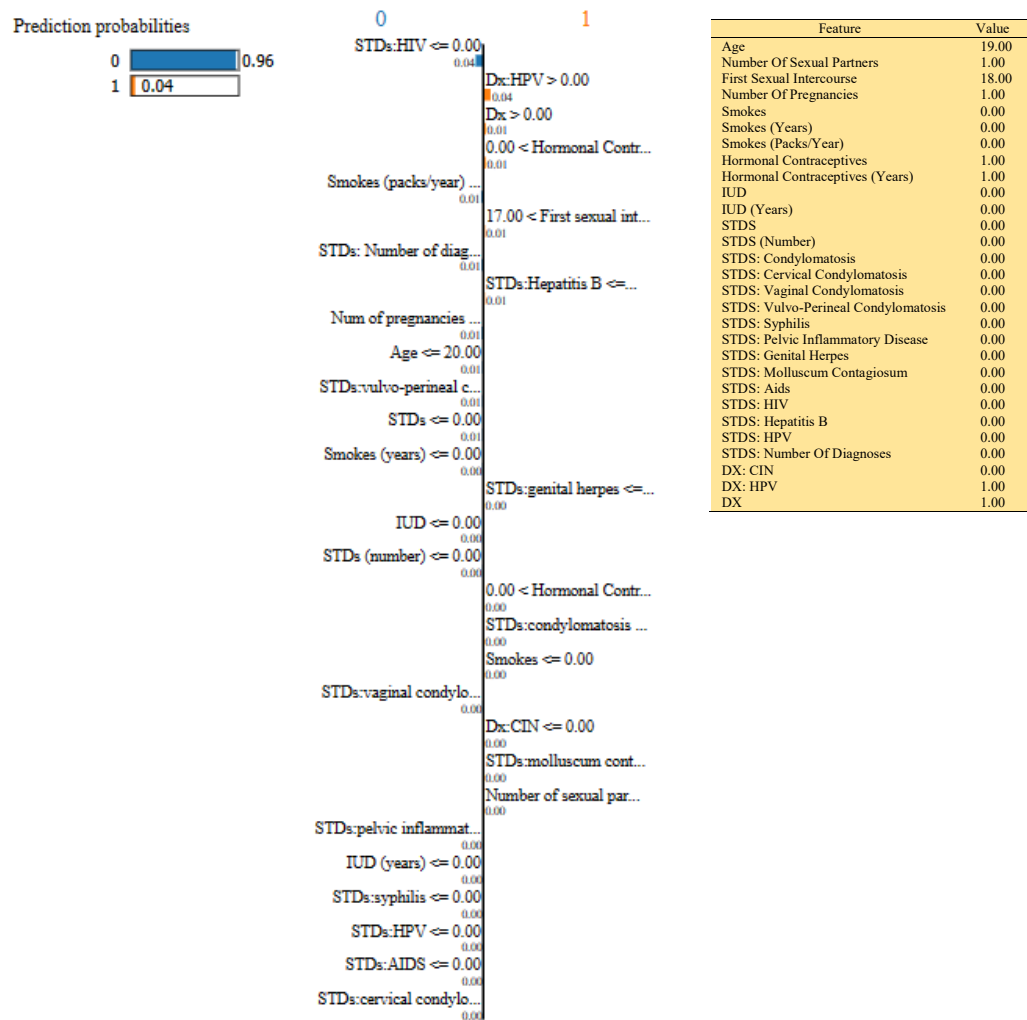 Prediction probabilities
0 0.96
1 0.04
0 1
STDs:HIV <= 0.00
0.04
Dx:HPV > 0.00
0.04
Dx > 0.00
0.01
0.00 < Hormonal Contr...
0.01
Smokes (packs/year) ...
0.01
17.00 < First sexual int...
0.01
STDs: Number of diag...
0.01
STDs:Hepatitis B <=...
0.01
Num of pregnancies ...
0.01
Age <= 20.00
0.01
STDs:vulvo-perineal c...
0.01
STDs <= 0.00
0.01
Smokes (years) <= 0.00
0.00
STDs:genital herpes <=...
0.00
IUD <= 0.00
0.00
STDs (number) <= 0.00
0.00
0.00 < Hormonal Contr...
0.00
STDs:condylomatosis ...
0.00
Smokes <= 0.00
0.00
STDs:vaginal condylo...
0.00
Dx:CIN <= 0.00
0.00
STDs:molluscum cont...
0.00
Number of sexual par...
0.00
STDs:pelvic inflammat...
0.00
IUD (years) <= 0.00
0.00
STDs:syphilis <= 0.00
0.00
STDs:HPV <= 0.00
0.00
STDs:AIDS <= 0.00
0.00
STDs:cervical condylo...
0.00
Feature Value
Age 19.00
Number Of Sexual Partners 1.00
First Sexual Intercourse 18.00
Number Of Pregnancies 1.00
Smokes 0.00
Smokes (Years) 0.00
Smokes (Packs/Year) 0.00
Hormonal Contraceptives 1.00
Hormonal Contraceptives (Years) 1.00
IUD 0.00
IUD (Years) 0.00
STDS 0.00
STDS (Number) 0.00
STDS: Condylomatosis 0.00
STDS: Cervical Condylomatosis 0.00
STDS: Vaginal Condylomatosis 0.00
STDS: Vulvo-Perineal Condylomatosis 0.00
STDS: Syphilis 0.00
STDS: Pelvic Inflammatory Disease 0.00
STDS: Genital Herpes 0.00
STDS: Molluscum Contagiosum 0.00
STDS: Aids 0.00
STDS: HIV 0.00
STDS: Hepatitis B 0.00
STDS: HPV 0.00
STDS: Number Of Diagnoses 0.00
DX: CIN 0.00
DX: HPV 1.00
DX 1.00